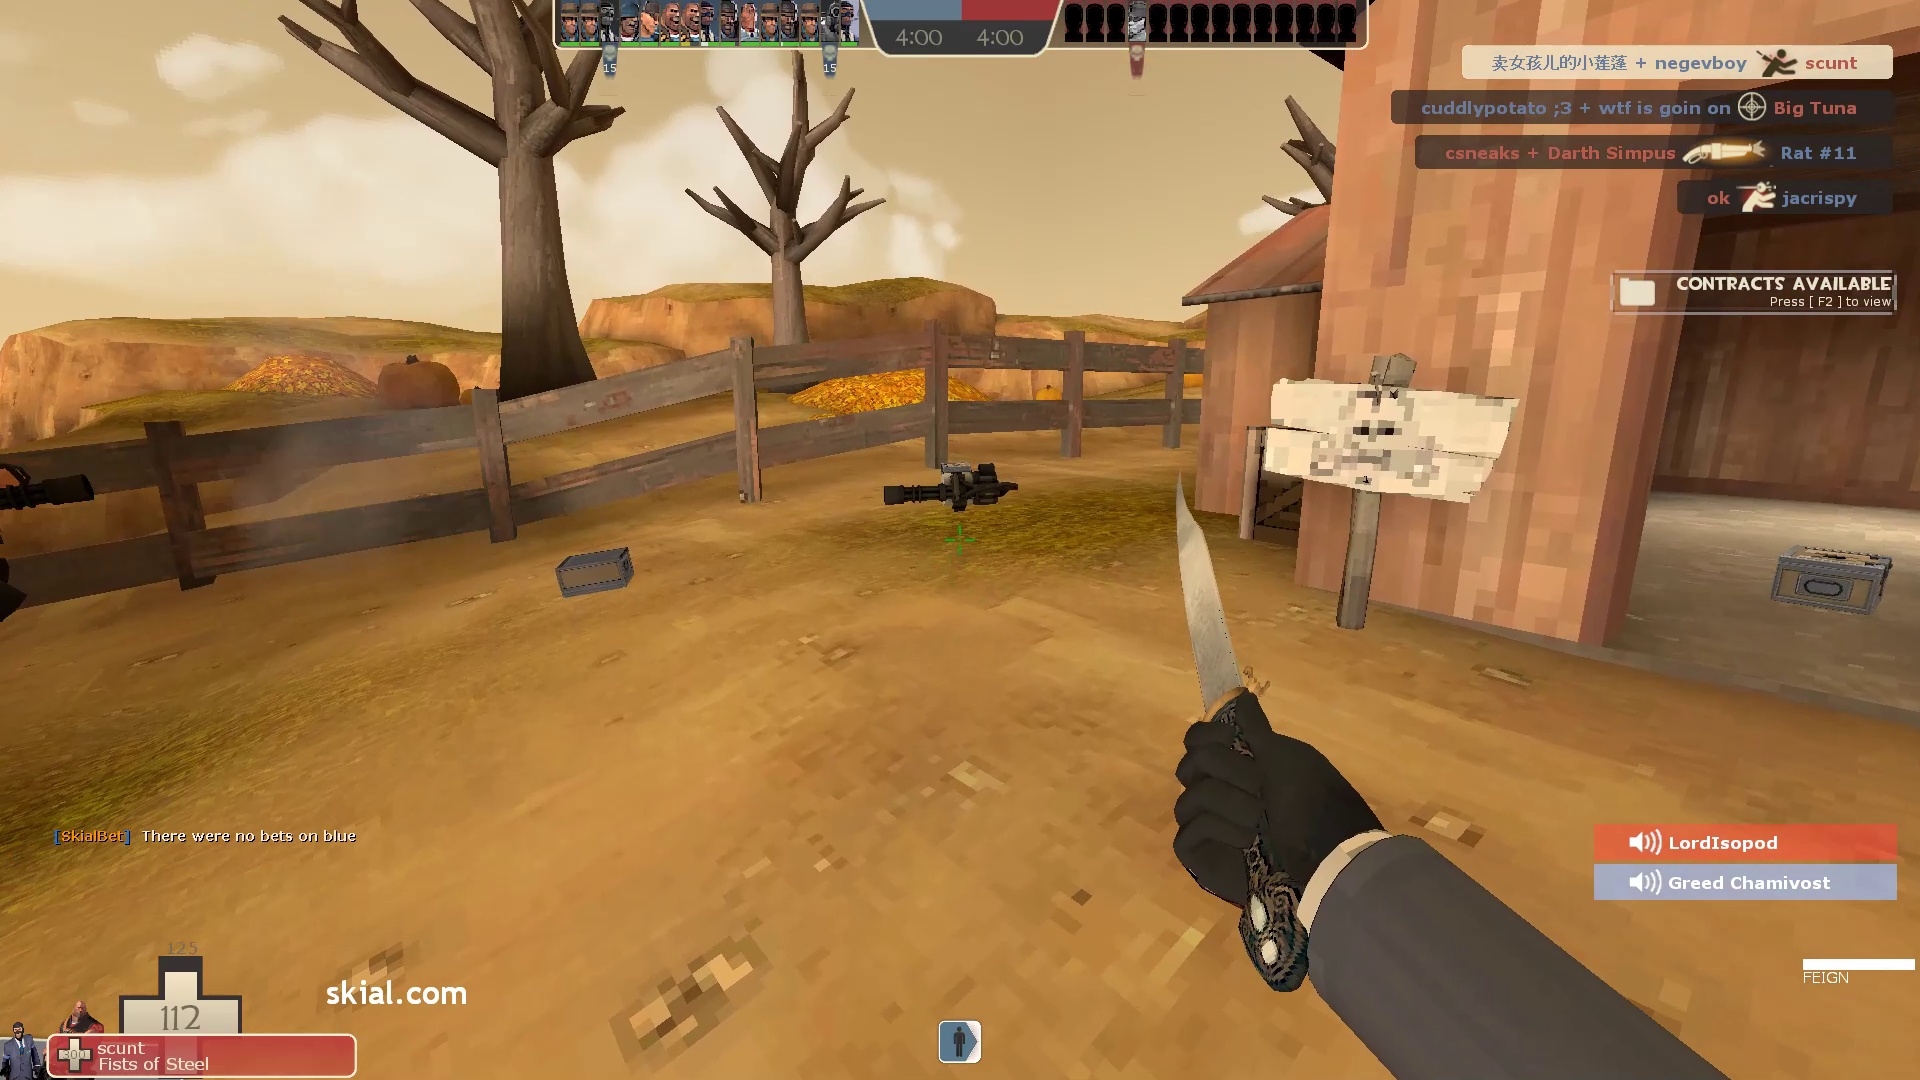 4:00 4:00
15
15
卖女孩儿的小莲蓬 + negevboy scunt
cuddlypotato ;3 + wtf is goin on Big Tuna
csneaks + Darth Simpus Rat #11
ok jacrispy
CONTRACTS AVAILABLE
Press [ F2 ] to view
[SkialBet] There were no bets on blue
LordIsopod
Greed Chamivost
125
112
skial.com
FEIGN
300
scunt
Fists of Steel